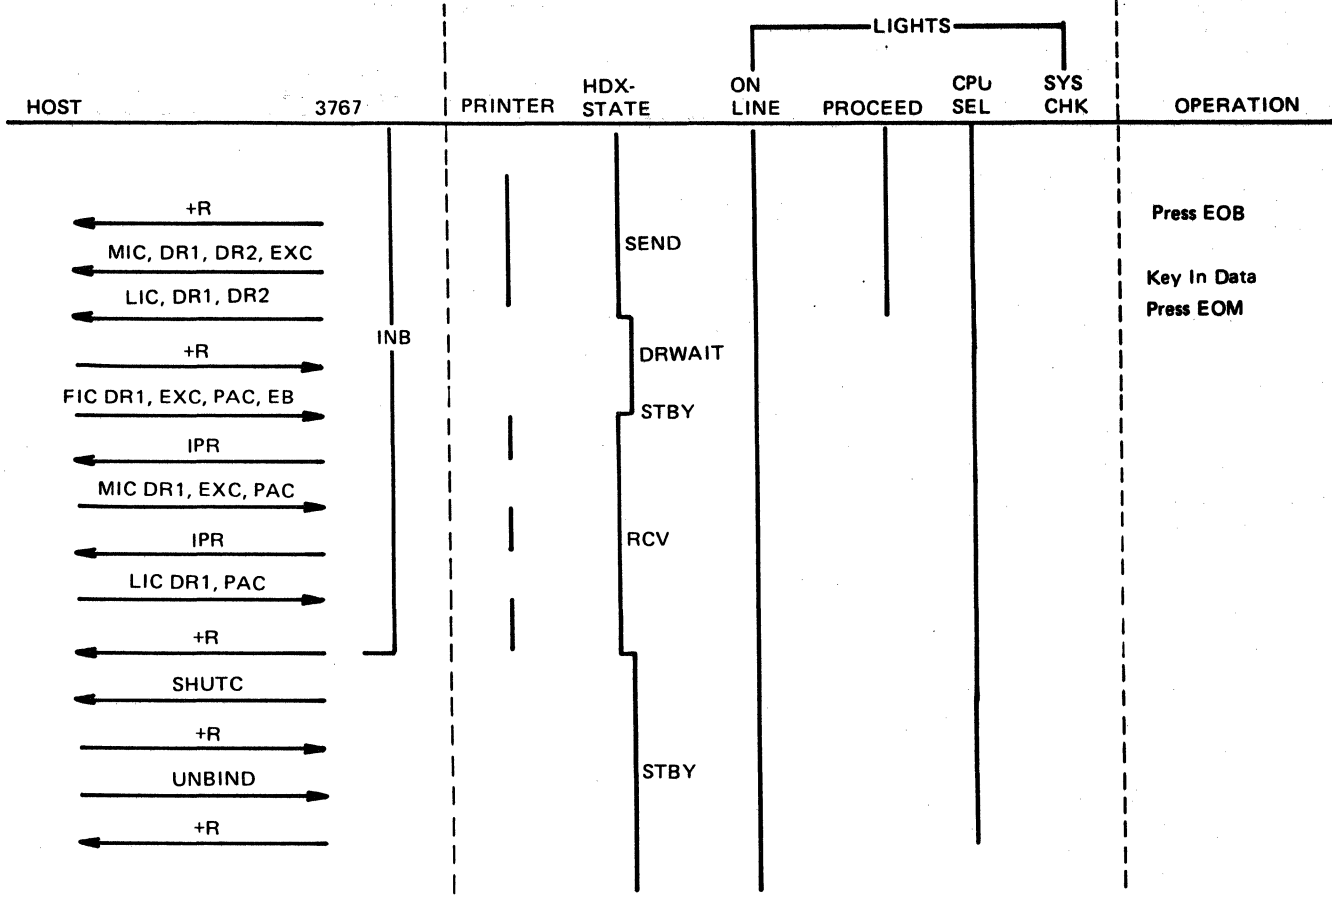 LIGHTS
HOST 3767 PRINTER HDX-STATE ON LINE PROCEED CPU SEL SYS CHK OPERATION
+R Press EOB
MIC, DR1, DR2, EXC SEND Key In Data
LIC, DR1, DR2 Press EOM
INB
+R DRWAIT
FIC DR1, EXC, PAC, EB STBY
IPR
MIC DR1, EXC, PAC
IPR RCV
LIC DR1, PAC
+R
SHUTC
+R
UNBIND STBY
+R